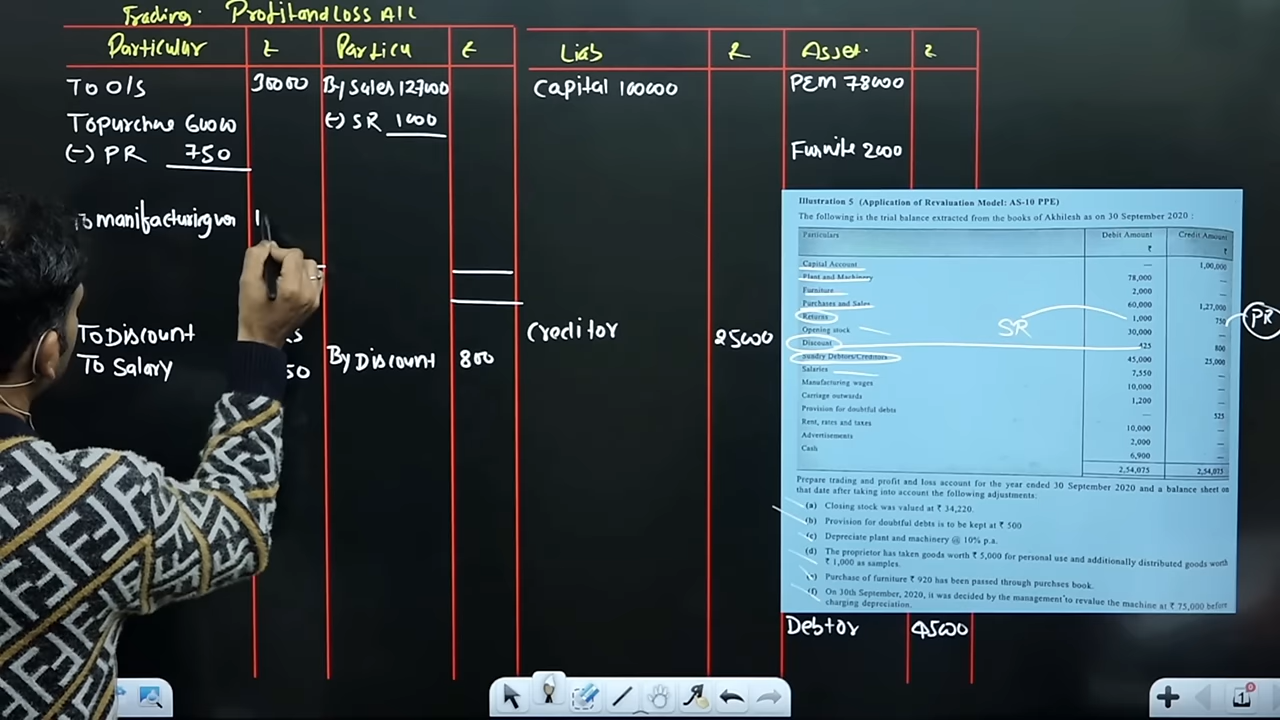 Trading. Profit and Loss A/C
Particular ₹ Particu ₹
To O/S 30000 By Sales 127000
To purchase 60000 (-) SR 1000
(-) PR 750
To manifacturing wan 1
To Discount
To Salary 50 By Discount 800
Liab ₹ Asset. ₹
Capital 100000 PEM 78000
Furnite 2000
Creditor 25000
Debtor 45000
SR
PR
Illustration 5 (Application of Revaluation Model: AS-10 PPE)
The following is the trial balance extracted from the books of Akhilesh as on 30 September 2020 :
Particulars Debit Amount Credit Amount
₹ ₹
Capital Account — 1,00,000
Plant and Machinery 78,000 —
Furniture 2,000 —
Purchases and Sales 60,000 1,27,000
Returns 1,000 750
Opening stock 30,000 —
Discount 425 800
Sundry Debtors/Creditors 45,000 25,000
Salaries 7,550 —
Manufacturing wages 10,000 —
Carriage outwards 1,200 —
Provision for doubtful debts — 525
Rent, rates and taxes 10,000 —
Advertisements 2,000 —
Cash 6,900 —
2,54,075 2,54,075
Prepare trading and profit and loss account for the year ended 30 September 2020 and a balance sheet on
that date after taking into account the following adjustments:
(a) Closing stock was valued at ₹ 34,220.
(b) Provision for doubtful debts is to be kept at ₹ 500
(c) Depreciate plant and machinery @ 10% p.a.
(d) The proprietor has taken goods worth ₹ 5,000 for personal use and additionally distributed goods worth
₹ 1,000 as samples.
(e) Purchase of furniture ₹ 920 has been passed through purchses book.
(f) On 30th September, 2020, it was decided by the management to revalue the machine at ₹ 75,000 before
charging depreciation.
1